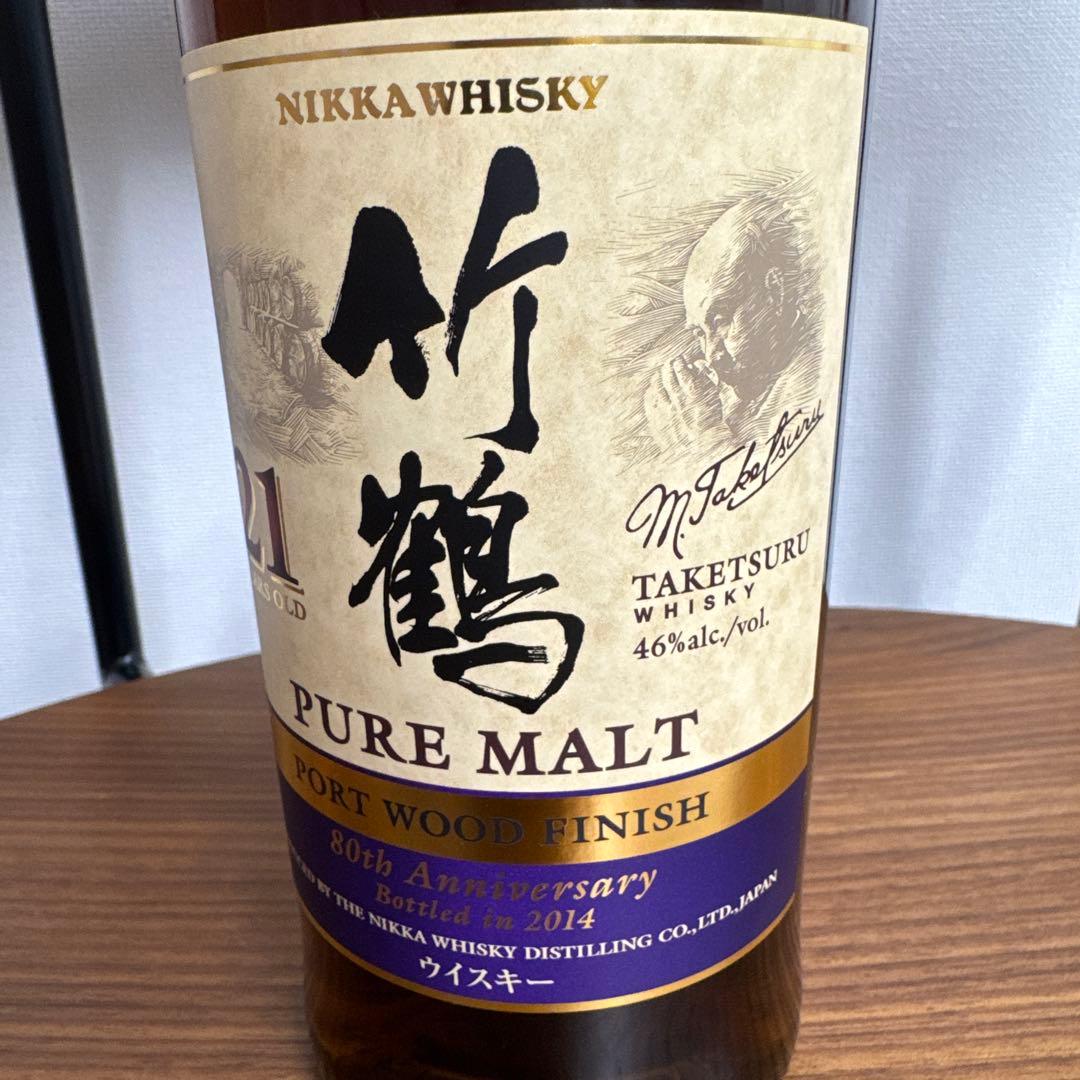 NIKKA WHISKY
竹鶴
21
OLD
M. Taketsuru
TAKETSURU
WHISKY
46%alc./vol.
PURE MALT
PORT WOOD FINISH
80th Anniversary
Bottled in 2014
BY THE NIKKA WHISKY DISTILLING CO.,LTD.,JAPAN
ウイスキー